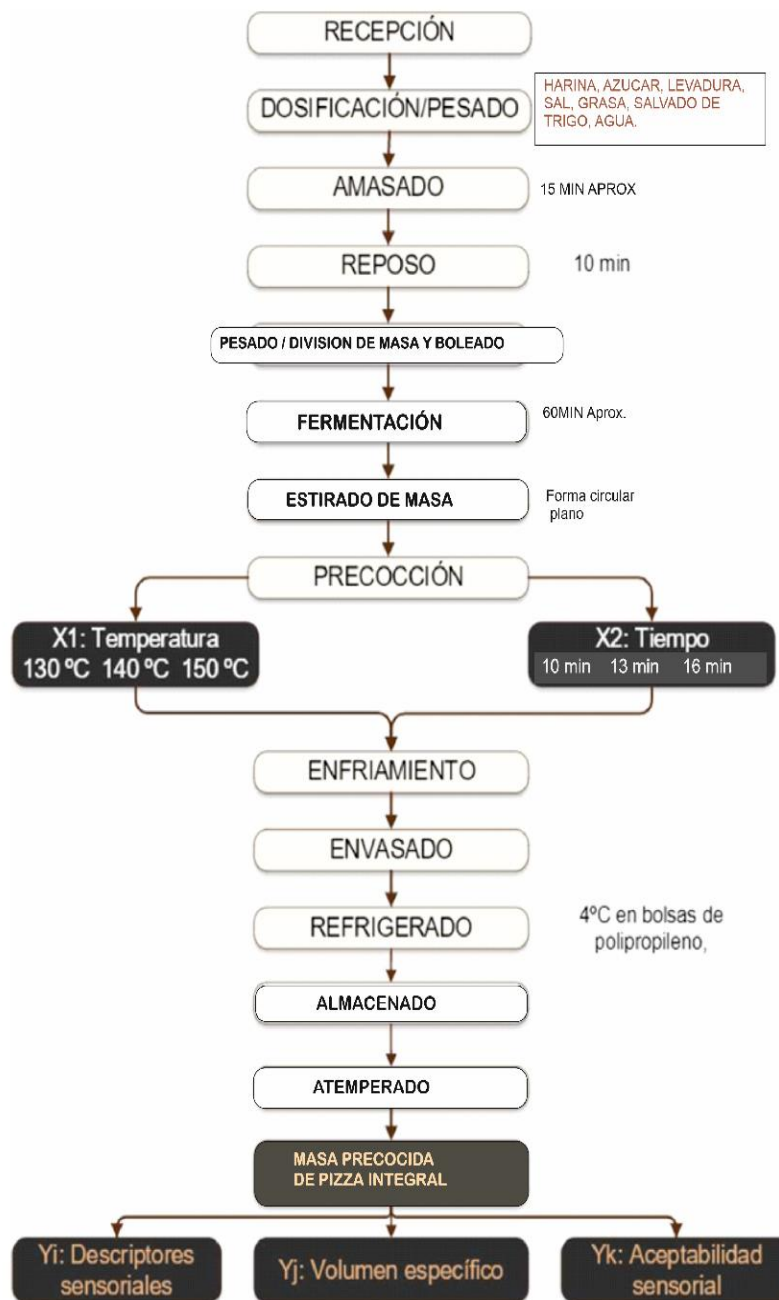 RECEPCIÓN
DOSIFICACIÓN/PESADO
HARINA, AZUCAR, LEVADURA,
SAL, GRASA, SALVADO DE
TRIGO, AGUA.
AMASADO
15 MIN APROX
REPOSO
10 min
PESADO / DIVISION DE MASA Y BOLEADO
FERMENTACIÓN
60MIN Aprox.
ESTIRADO DE MASA
Forma circular
plano
PRECOCCIÓN
X1: Temperatura
130 ºC 140 ºC 150 ºC
X2: Tiempo
10 min 13 min 16 min
ENFRIAMIENTO
ENVASADO
REFRIGERADO
4ºC en bolsas de
polipropileno,
ALMACENADO
ATEMPERADO
MASA PRECOCIDA
DE PIZZA INTEGRAL
Yi: Descriptores
sensoriales
Yj: Volumen específico
Yk: Aceptabilidad
sensorial